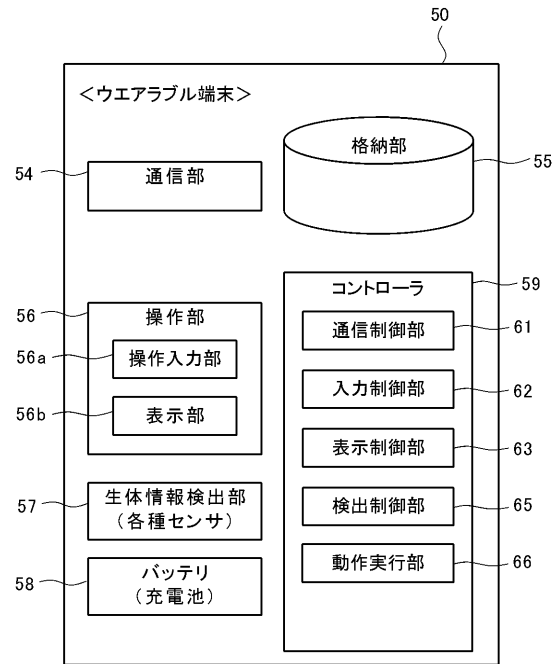 50
<ウエアラブル端末>
54
通信部
格納部
55
56
操作部
56a
操作入力部
56b
表示部
57
生体情報検出部
(各種センサ)
58
バッテリ
(充電池)
コントローラ
59
通信制御部
61
入力制御部
62
表示制御部
63
検出制御部
65
動作実行部
66